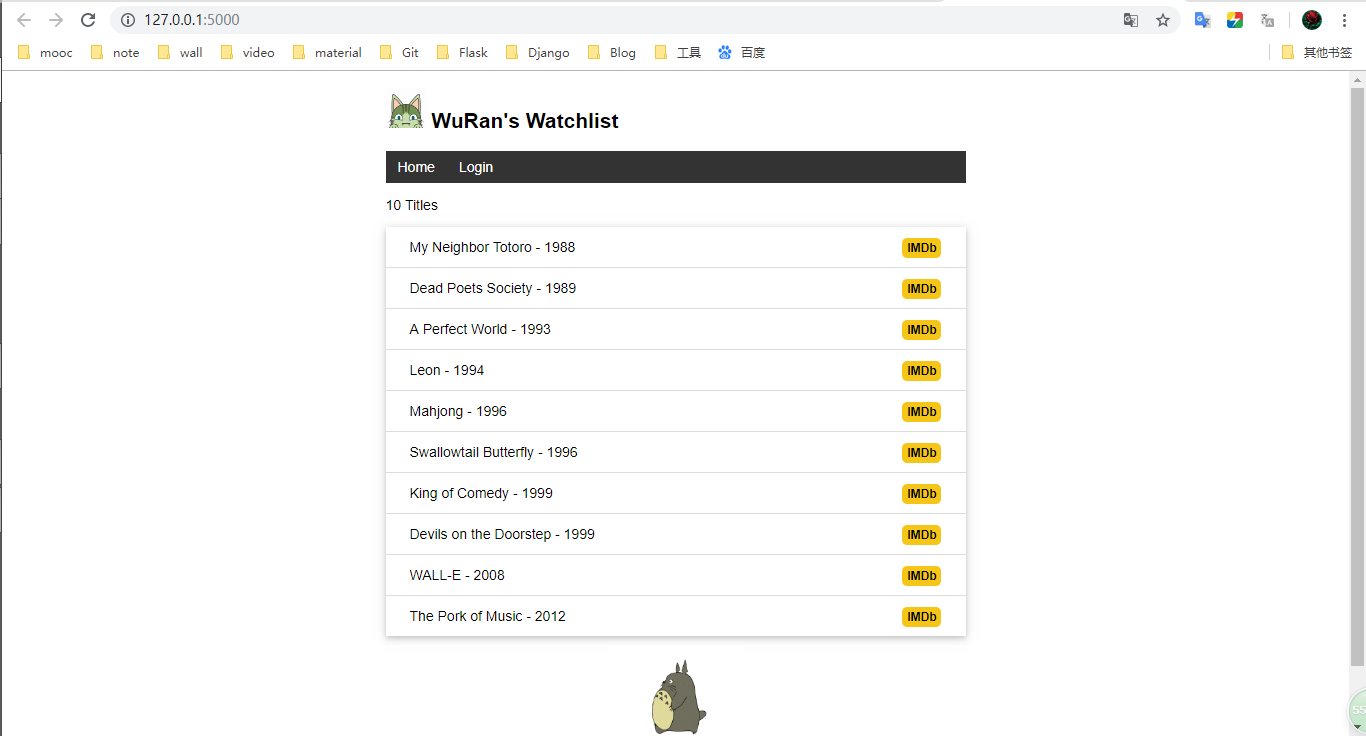 127.0.0.1:5000
mooc note wall video material Git Flask Django Blog 工具 百度 其他书签
WuRan's Watchlist
Home Login
10 Titles
My Neighbor Totoro - 1988 IMDb
Dead Poets Society - 1989 IMDb
A Perfect World - 1993 IMDb
Leon - 1994 IMDb
Mahjong - 1996 IMDb
Swallowtail Butterfly - 1996 IMDb
King of Comedy - 1999 IMDb
Devils on the Doorstep - 1999 IMDb
WALL-E - 2008 IMDb
The Pork of Music - 2012 IMDb